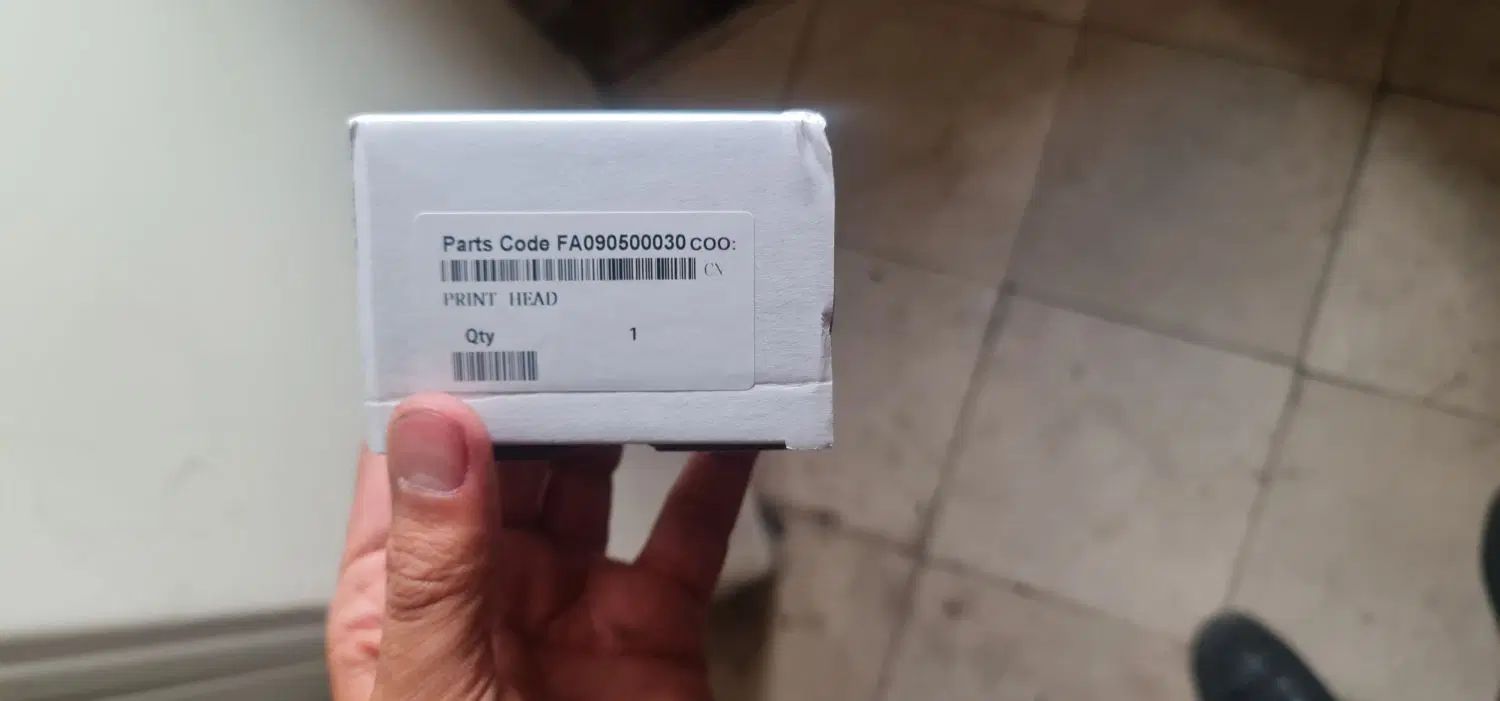 Parts Code FA090500030 COO:
CN
PRINT HEAD
Qty 1